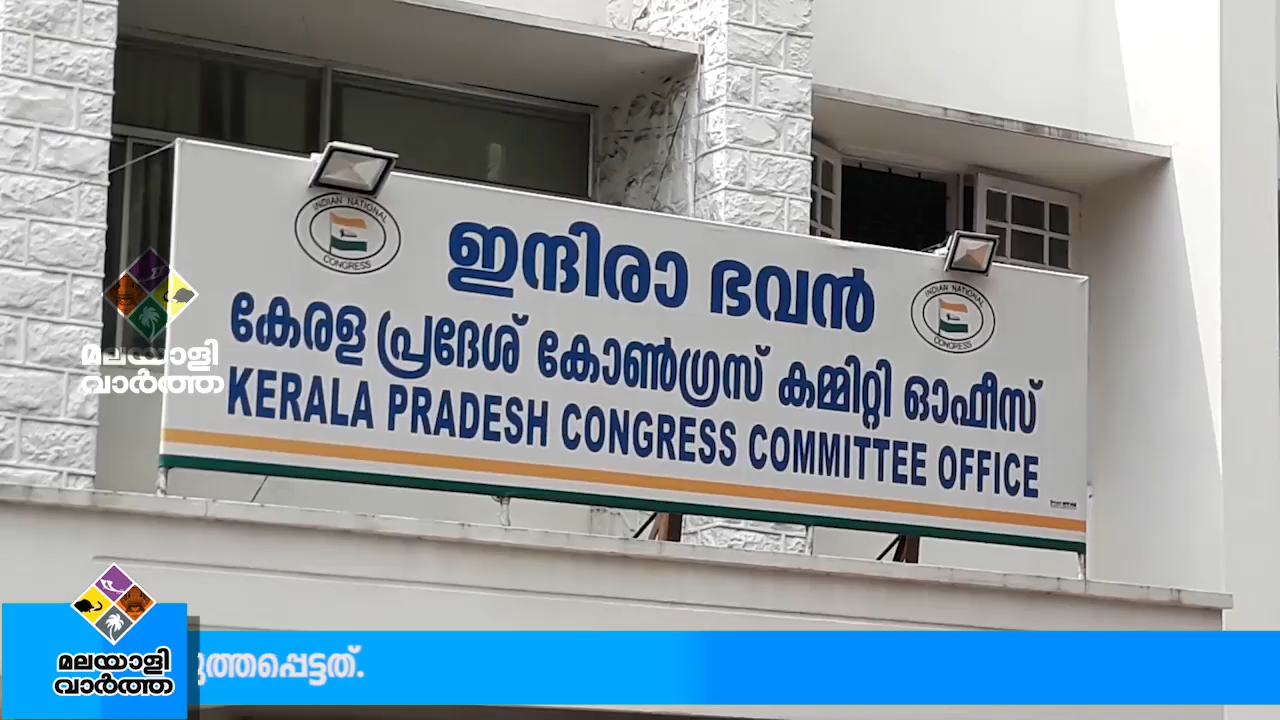 INDIAN NATIONAL
CONGRESS
ഇന്ദിരാ ഭവൻ
INDIAN NATIONAL
CONGRESS
കേരള പ്രദേശ് കോൺഗ്രസ് കമ്മിറ്റി ഓഫീസ്
KERALA PRADESH CONGRESS COMMITTEE OFFICE
മലയാളി
വാർത്ത
മലയാളി
വാർത്ത